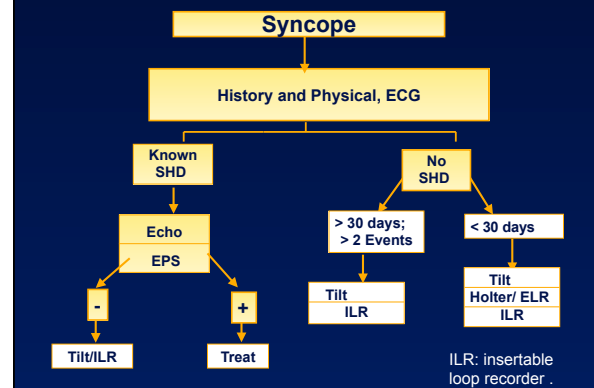 Syncope
History and Physical, ECG
Known
SHD
No
SHD
> 30 days;
> 2 Events
< 30 days
Echo
EPS
Tilt
ILR
Tilt
Holter/ ELR
ILR
-
+
Tilt/ILR
Treat
ILR: insertable
loop recorder .